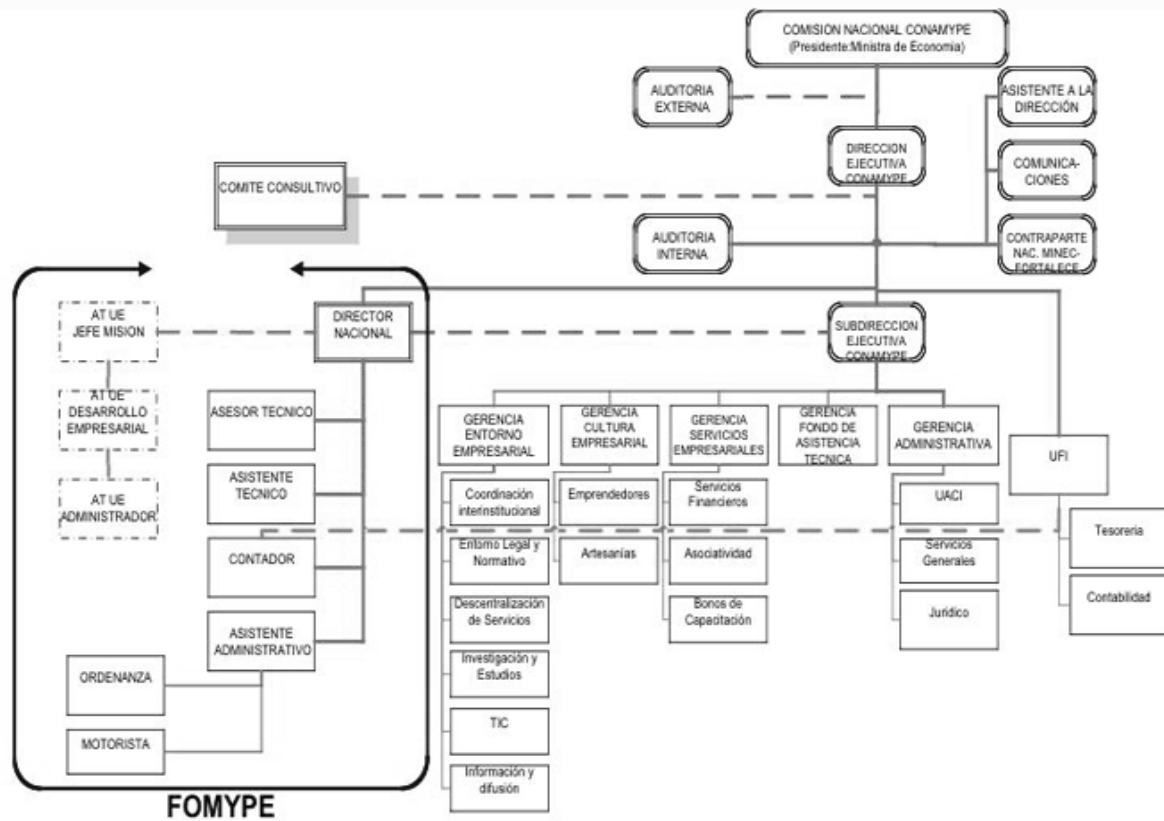 COMISION NACIONAL CONAMYPE
(Presidente:Ministra de Economia)
AUDITORIA
EXTERNA
ASISTENTE A LA
DIRECCIÓN
DIRECCION
EJECUTIVA
CONAMYPE
COMUNICA-
CIONES
COMITE CONSULTIVO
AUDITORIA
INTERNA
CONTRAPARTE
NAC. MINEC-
FORTALECE
AT UE
JEFE MISION
DIRECTOR
NACIONAL
SUBDIRECCION
EJECUTIVA
CONAMYPE
AT UE
DESARROLLO
EMPRESARIAL
AT UE
ADMINISTRADOR
ASESOR TECNICO
ASISTENTE
TECNICO
CONTADOR
ASISTENTE
ADMINISTRATIVO
ORDENANZA
MOTORISTA
FOMYPE
GERENCIA
ENTORNO
EMPRESARIAL
Coordinación
interinstitucional
Entorno Legal y
Normativo
Descentralización
de Servicios
Investigación y
Estudios
TIC
Información y
difusión
GERENCIA
CULTURA
EMPRESARIAL
Emprendedores
Artesanías
GERENCIA
SERVICIOS
EMPRESARIALES
Servicios
Financieros
Asociatividad
Bonos de
Capacitación
GERENCIA
FONDO DE
ASISTENCIA
TECNICA
GERENCIA
ADMINISTRATIVA
UACI
Servicios
Generales
Jurídico
UFI
Tesoreria
Contabilidad